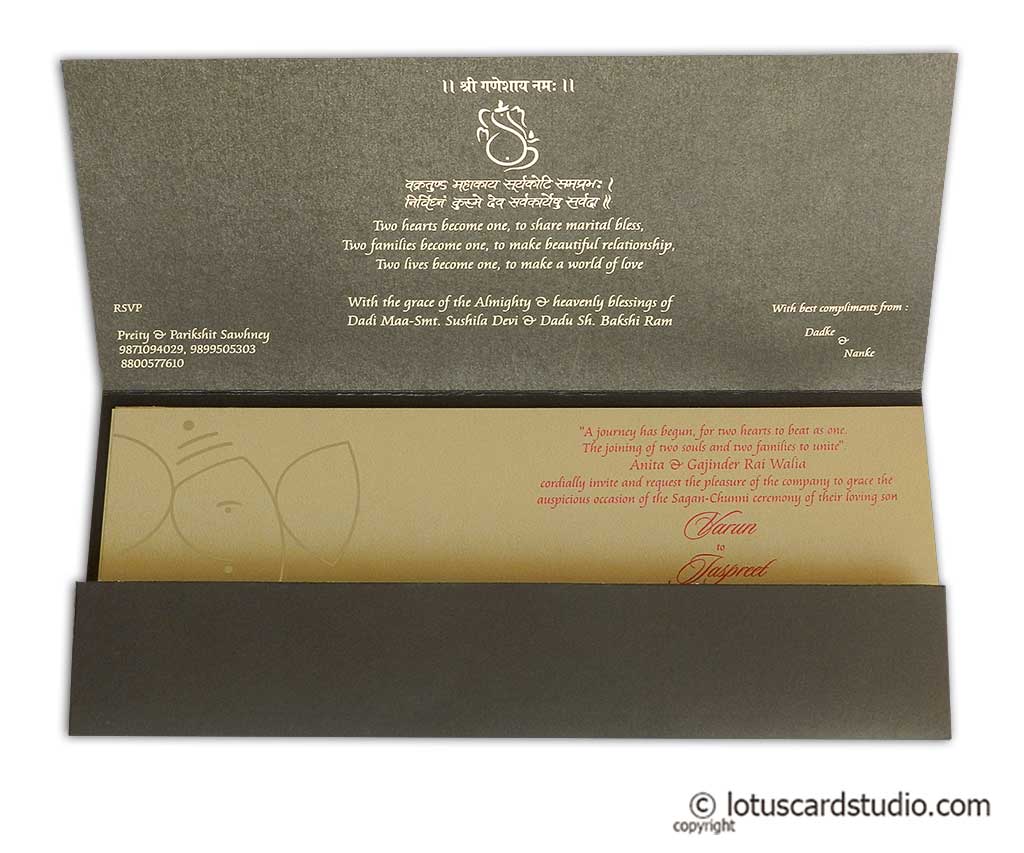 ।। श्री गणेशाय नमः ।।
वक्रतुण्ड महाकाय सूर्यकोटि समप्रभः ।
निर्विघ्नं कुरूमे देव सर्वकार्येषु सर्वदा ॥
Two hearts become one, to share marital bless,
Two families become one, to make beautiful relationship,
Two lives become one, to make a world of love
With the grace of the Almighty & heavenly blessings of
Dadi Maa-Smt. Sushila Devi & Dadu Sh. Bakshi Ram
RSVP
Preity & Parikshit Sawhney
9871094029, 9899505303
8800577610
With best compliments from :
Dadke
&
Nanke
"A journey has begun, for two hearts to beat as one.
The joining of two souls and two families to unite".
Anita & Gajinder Rai Walia
cordially invite and request the pleasure of the company to grace the
auspicious occasion of the Sagan-Chunni ceremony of their loving son
Varun
to
Jaspreet
© lotuscardstudio.com
copyright